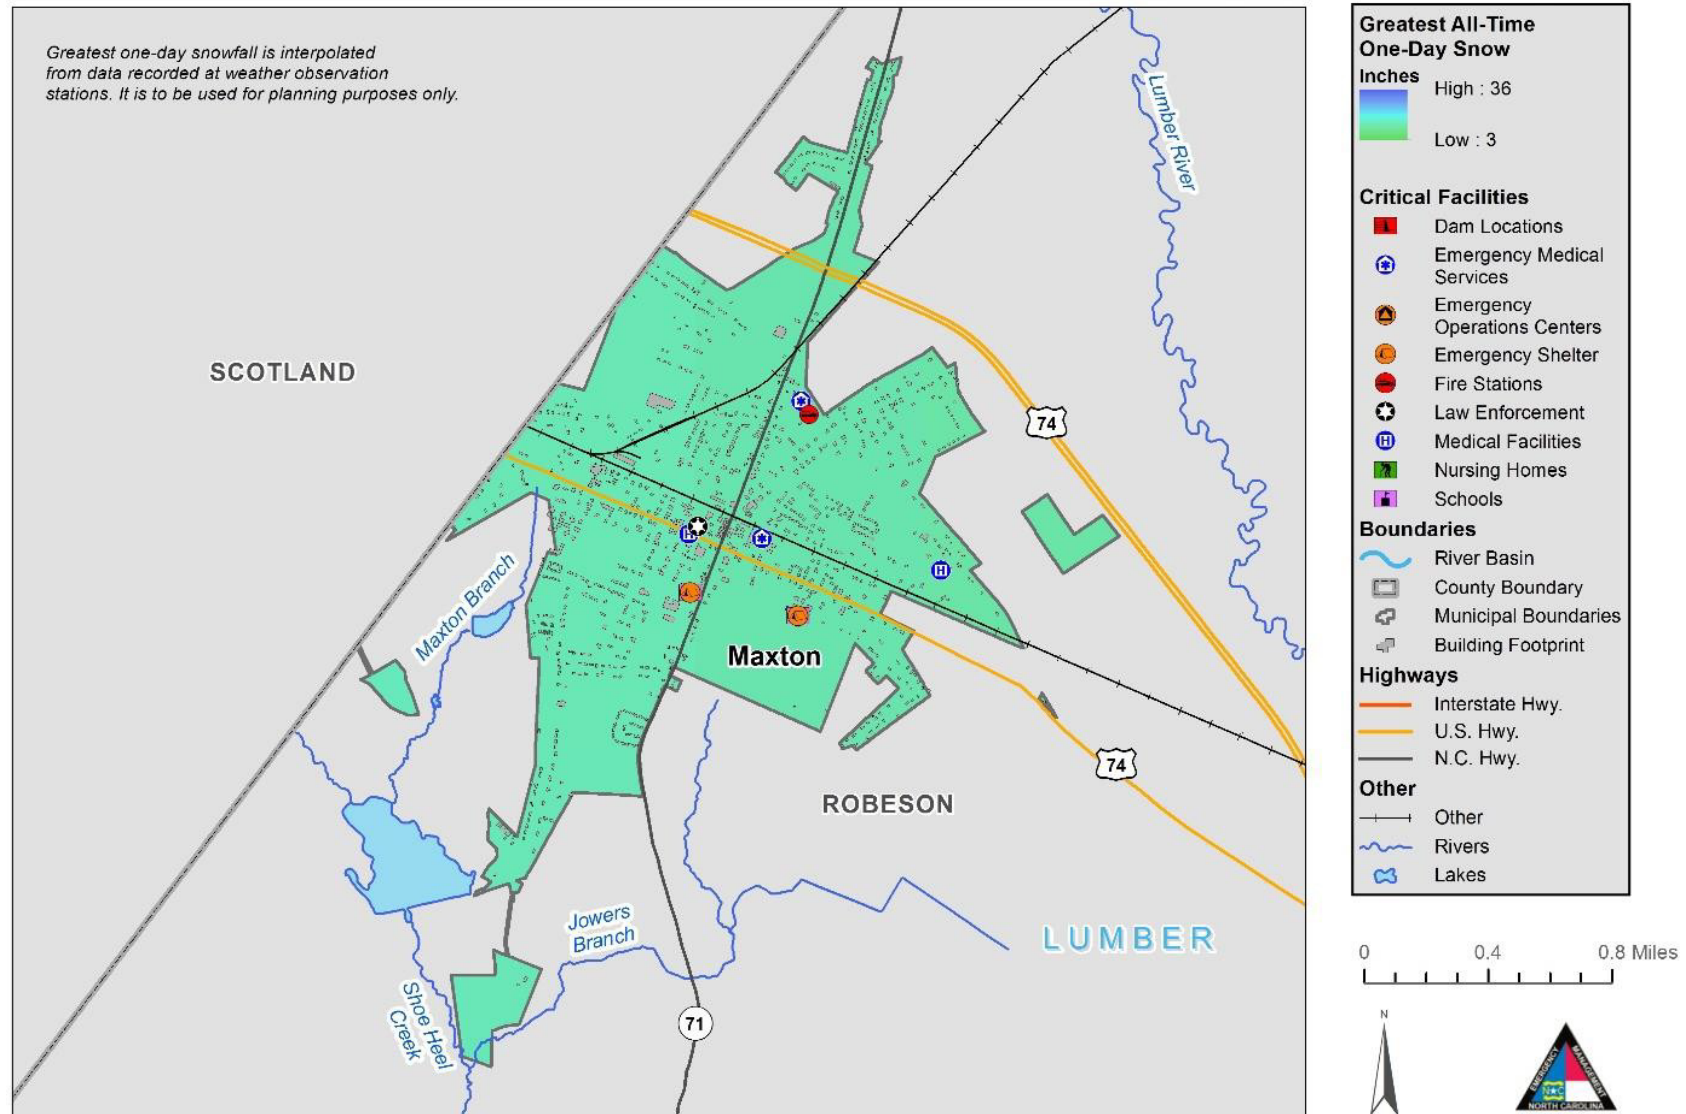 Greatest one-day snowfall is interpolated
from data recorded at weather observation
stations. It is to be used for planning purposes only.
Lumber River
SCOTLAND
74
Maxton Branch
Maxton
74
ROBESON
Jowers
Branch
LUMBER
Shoe Heel
Creek
71
Greatest All-Time
One-Day Snow
Inches
High : 36
Low : 3
Critical Facilities
Dam Locations
Emergency Medical
Services
Emergency
Operations Centers
Emergency Shelter
Fire Stations
Law Enforcement
Medical Facilities
Nursing Homes
Schools
Boundaries
River Basin
County Boundary
Municipal Boundaries
Building Footprint
Highways
Interstate Hwy.
U.S. Hwy.
N.C. Hwy.
Other
Other
Rivers
Lakes
0 0.4 0.8 Miles
N
EMERGENCY
MANAGEMENT
N C
NORTH CAROLINA